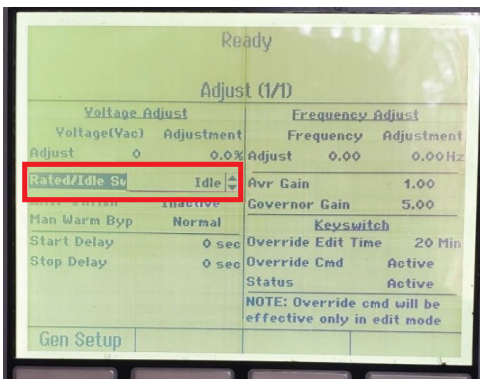 Ready
Adjust (1/1)
Voltage Adjust
Voltage(Vac) Adjustment
Adjust 0 0.0%
Rated/Idle Sw Idle
Inactive
Man Warm Byp Normal
Start Delay 0 sec
Stop Delay 0 sec
Frequency Adjust
Frequency Adjustment
Adjust 0.00 0.00Hz
Avr Gain 1.00
Governor Gain 5.00
Keyswitch
Override Edit Time 20 Min
Override Cmd Active
Status Active
NOTE: Override cmd will be
effective only in edit mode
Gen Setup